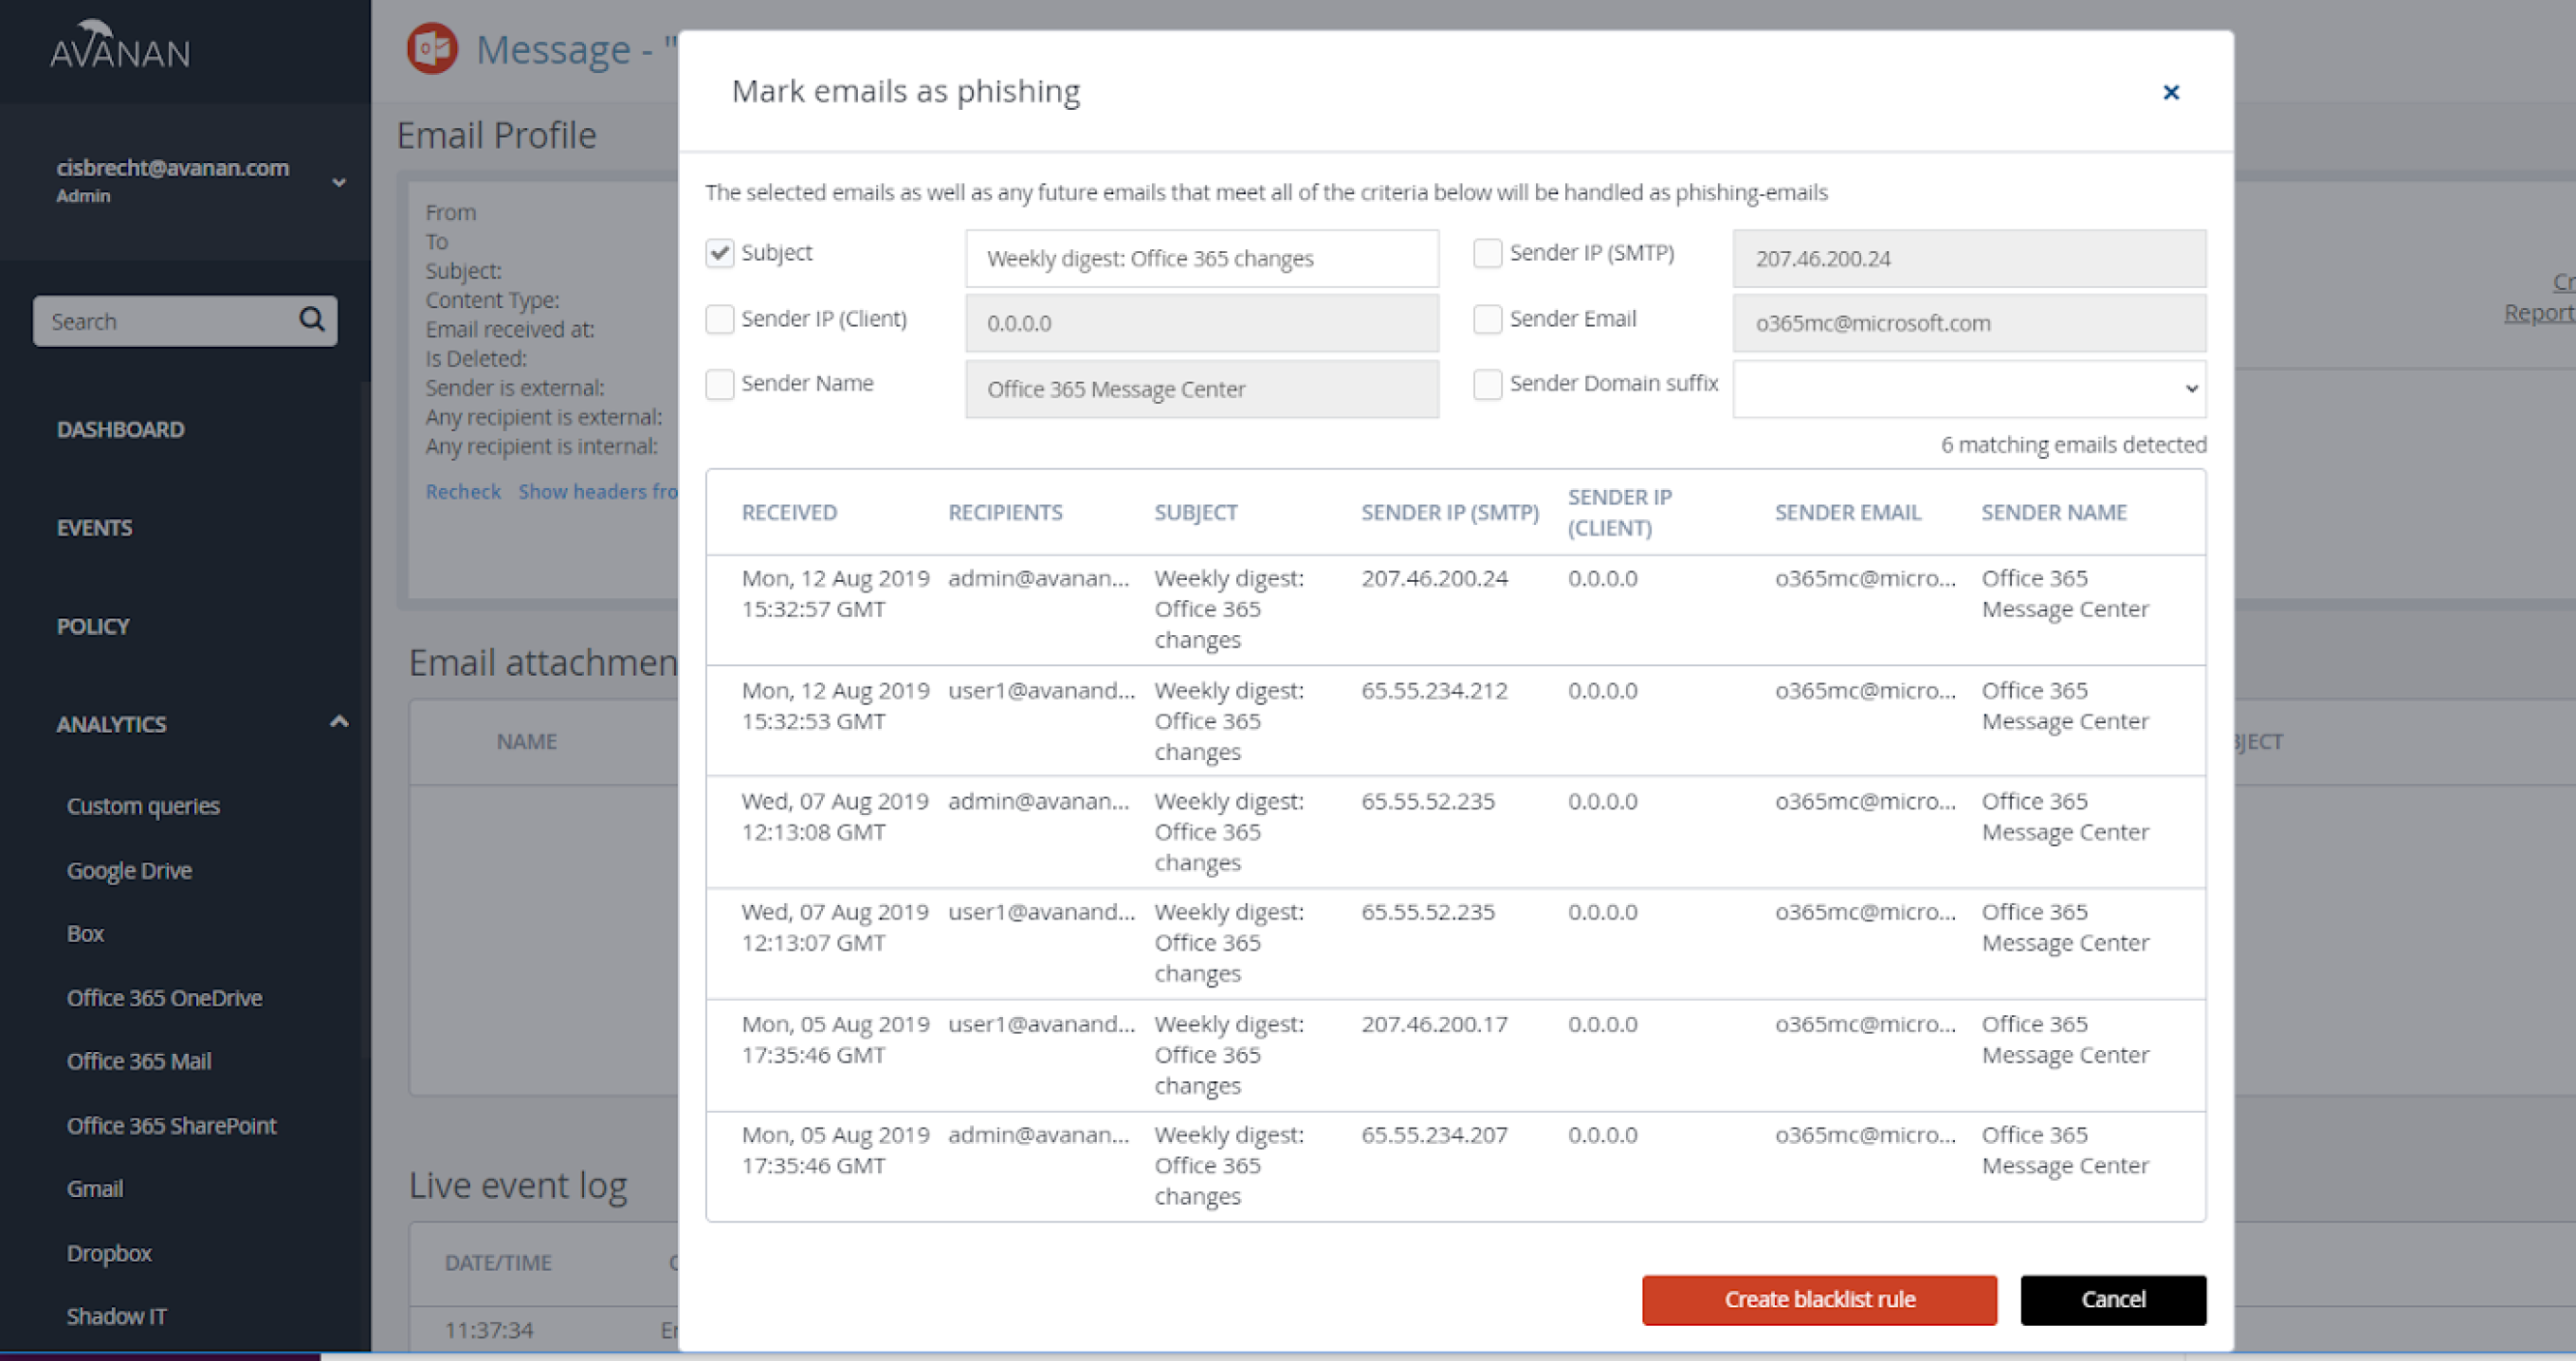 AVANAN
cisbrecht@avanan.com
Admin
Search
DASHBOARD
EVENTS
POLICY
ANALYTICS
Custom queries
Google Drive
Box
Office 365 OneDrive
Office 365 Mail
Office 365 SharePoint
Gmail
Dropbox
Shadow IT
Message - "
Email Profile
From
To
Subject:
Content Type:
Email received at:
Is Deleted:
Sender is external:
Any recipient is external:
Any recipient is internal:
Recheck Show headers fro
Email attachmen
NAME
Live event log
DATE/TIME
11:37:34
Mark emails as phishing
The selected emails as well as any future emails that meet all of the criteria below will be handled as phishing-emails
Subject Weekly digest: Office 365 changes Sender IP (SMTP) 207.46.200.24
Sender IP (Client) 0.0.0.0 Sender Email o365mc@microsoft.com
Sender Name Office 365 Message Center Sender Domain suffix
6 matching emails detected
RECEIVED RECIPIENTS SUBJECT SENDER IP (SMTP) SENDER IP (CLIENT) SENDER EMAIL SENDER NAME
Mon, 12 Aug 2019 admin@avanan... Weekly digest: 207.46.200.24 0.0.0.0 o365mc@micro... Office 365
15:32:57 GMT Office 365 Message Center
changes
Mon, 12 Aug 2019 user1@avanand... Weekly digest: 65.55.234.212 0.0.0.0 o365mc@micro... Office 365
15:32:53 GMT Office 365 Message Center
changes
Wed, 07 Aug 2019 admin@avanan... Weekly digest: 65.55.52.235 0.0.0.0 o365mc@micro... Office 365
12:13:08 GMT Office 365 Message Center
changes
Wed, 07 Aug 2019 user1@avanand... Weekly digest: 65.55.52.235 0.0.0.0 o365mc@micro... Office 365
12:13:07 GMT Office 365 Message Center
changes
Mon, 05 Aug 2019 user1@avanand... Weekly digest: 207.46.200.17 0.0.0.0 o365mc@micro... Office 365
17:35:46 GMT Office 365 Message Center
changes
Mon, 05 Aug 2019 admin@avanan... Weekly digest: 65.55.234.207 0.0.0.0 o365mc@micro... Office 365
17:35:46 GMT Office 365 Message Center
changes
Create blacklist rule Cancel
Cr
Report
JECT